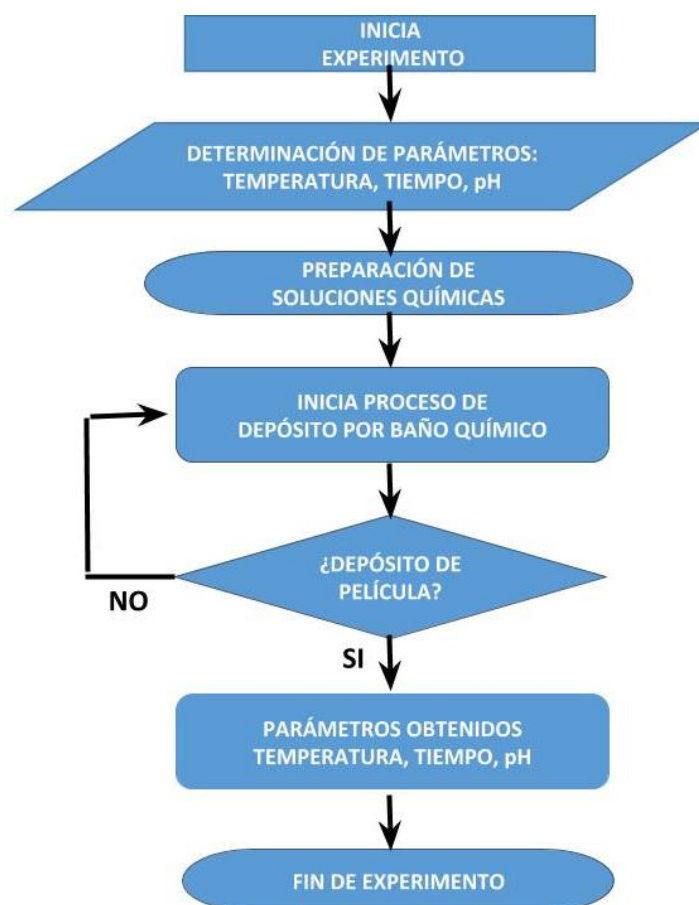 INICIA
EXPERIMENTO
DETERMINACIÓN DE PARÁMETROS:
TEMPERATURA, TIEMPO, pH
PREPARACIÓN DE
SOLUCIONES QUÍMICAS
INICIA PROCESO DE
DEPÓSITO POR BAÑO QUÍMICO
¿DEPÓSITO DE
PELÍCULA?
NO
SI
PARÁMETROS OBTENIDOS
TEMPERATURA, TIEMPO, pH
FIN DE EXPERIMENTO